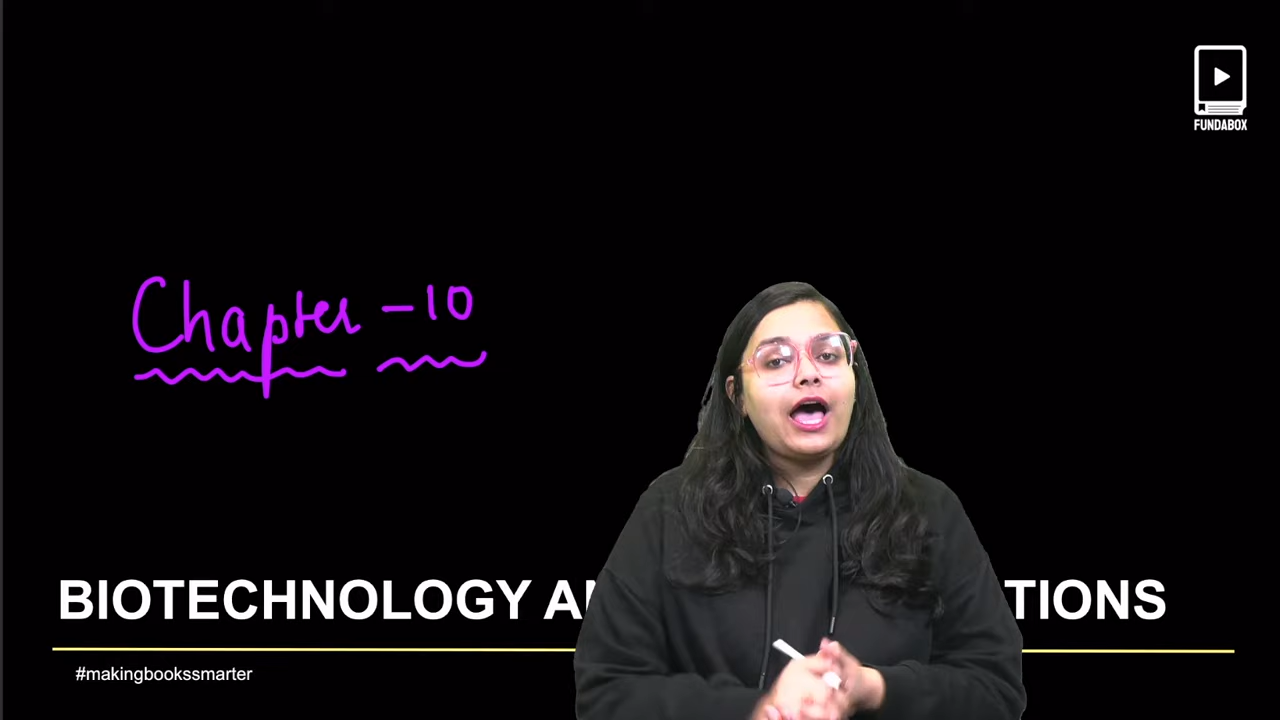 FUNDABOX
Chapter - 10
BIOTECHNOLOGY A TIONS
#makingbookssmarter